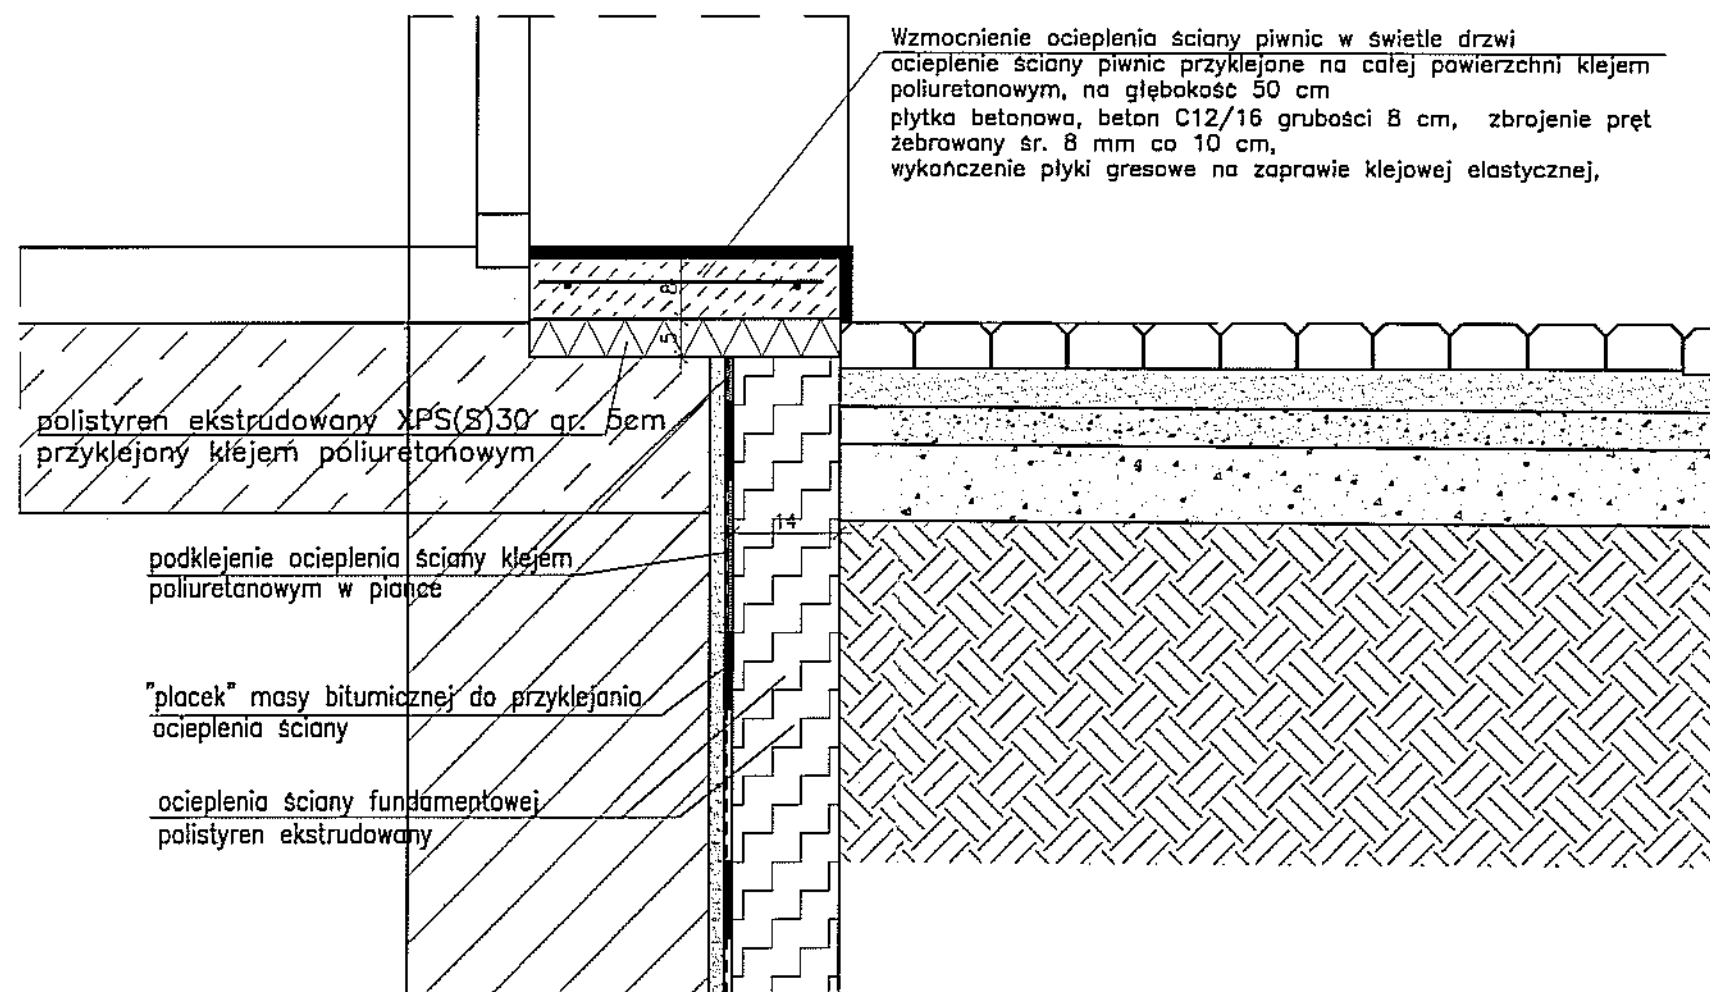 Wzmocnienie ocieplenia ściany piwnic w świetle drzwi
ocieplenie ściany piwnic przyklejone na całej powierzchni klejem
poliuretanowym, na głębokość 50 cm
płytka betonowa, beton C12/16 grubości 8 cm, zbrojenie pręt
żebrowany śr. 8 mm co 10 cm,
wykończenie płyki gresowe na zaprawie klejowej elastycznej,
8
5
polistyren ekstrudowany XPS(S)30 gr. 5cm
przyklejony klejem poliuretanowym
14
podklejenie ocieplenia ściany klejem
poliuretanowym w piance
"placek" masy bitumicznej do przyklejania
ocieplenia ściany
ocieplenia ściany fundamentowej
polistyren ekstrudowany